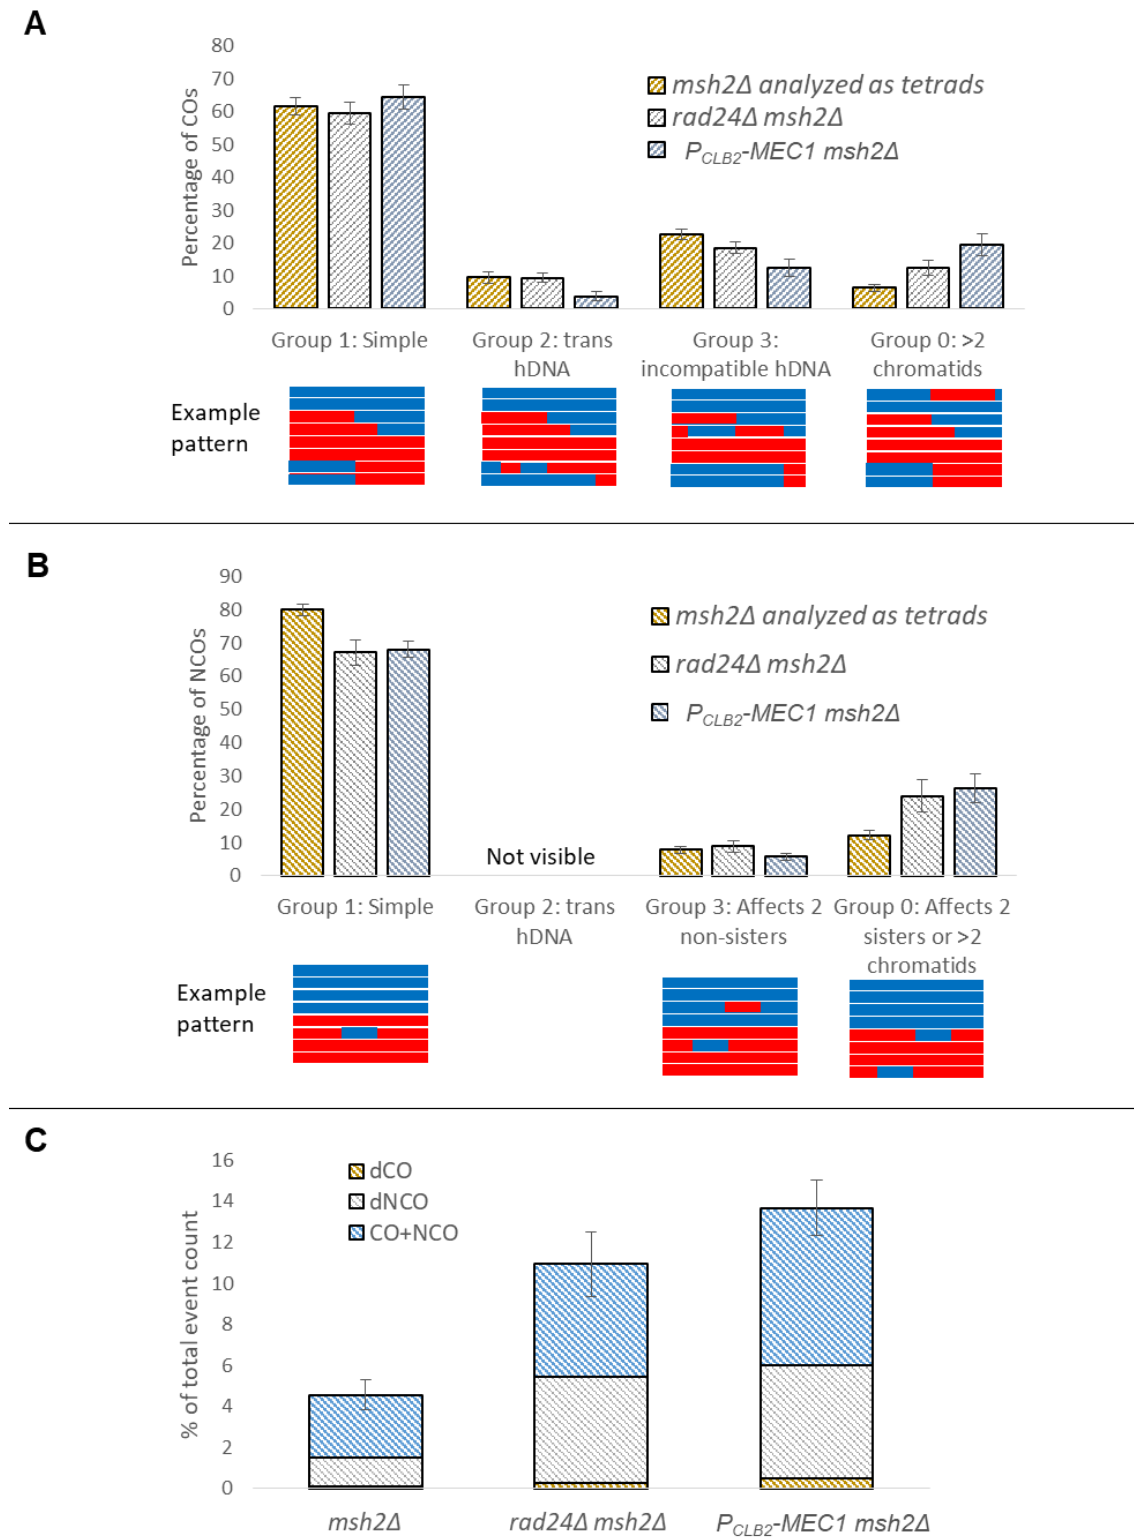 A
80
70
60
50
40
30
20
10
0
Percentage of COs
msh2Δ analyzed as tetrads
rad24Δ msh2Δ
PCLB2-MEC1 msh2Δ
Group 1: Simple
Group 2: trans
hDNA
Group 3:
incompatible hDNA
Group 0: >2
chromatids
Example
pattern
B
90
80
70
60
50
40
30
20
10
0
Percentage of NCOs
msh2Δ analyzed as tetrads
rad24Δ msh2Δ
PCLB2-MEC1 msh2Δ
Not visible
Group 1: Simple
Group 2: trans
hDNA
Group 3: Affects 2
non-sisters
Group 0: Affects 2
sisters or >2
chromatids
Example
pattern
C
16
14
12
10
8
6
4
2
0
% of total event count
dCO
dNCO
CO+NCO
msh2Δ
rad24Δ msh2Δ
PCLB2-MEC1 msh2Δ